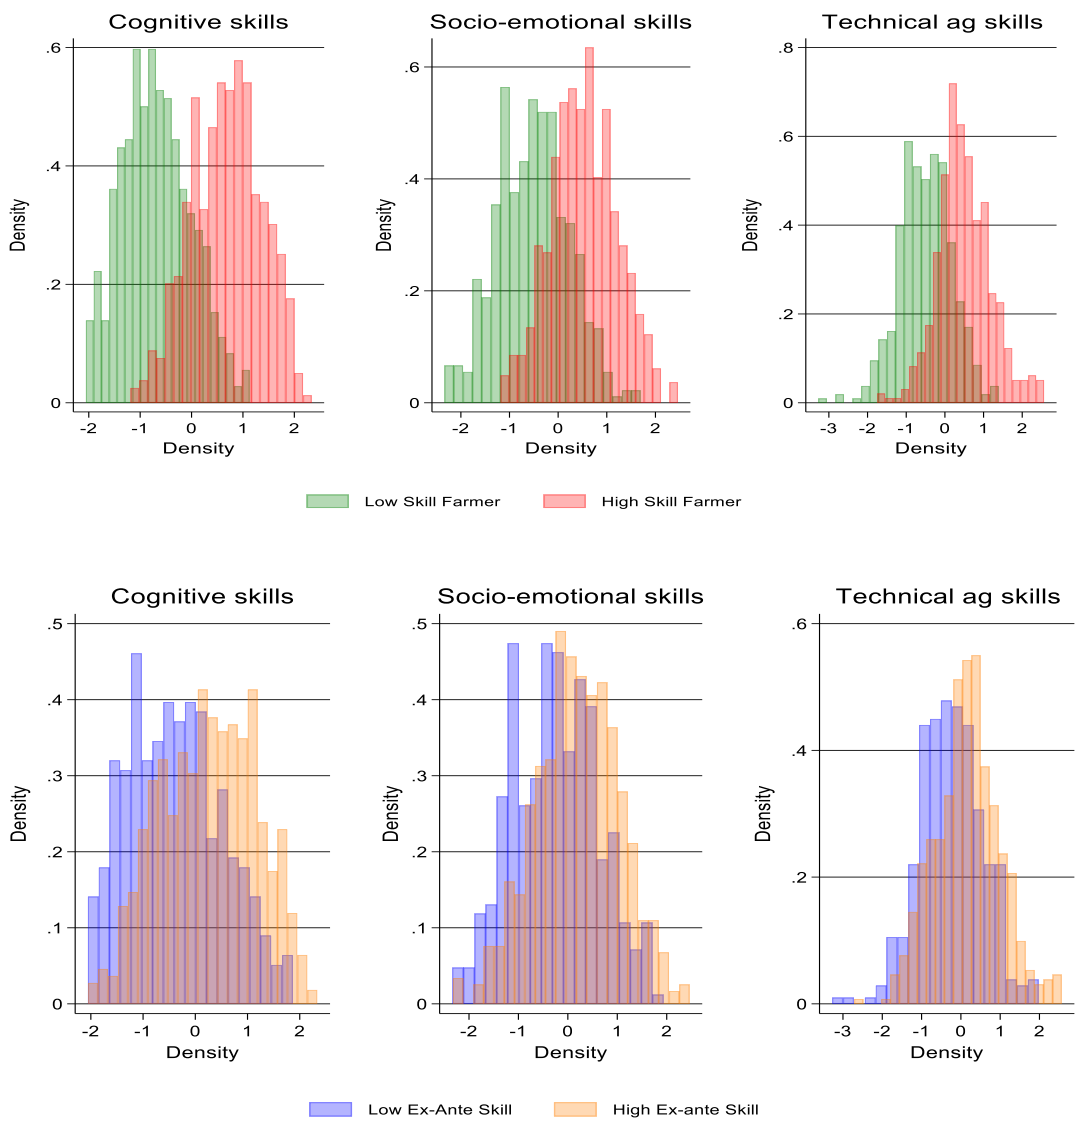 Cognitive skills
Density
.6
.4
.2
0
-2 -1 0 1 2
Density
Socio-emotional skills
Density
.6
.4
.2
0
-2 -1 0 1 2
Density
Technical ag skills
Density
.8
.6
.4
.2
0
-3 -2 -1 0 1 2
Density
Low Skill Farmer High Skill Farmer
Cognitive skills
Density
.5
.4
.3
.2
.1
0
-2 -1 0 1 2
Density
Socio-emotional skills
Density
.5
.4
.3
.2
.1
0
-2 -1 0 1 2
Density
Technical ag skills
Density
.6
.4
.2
0
-3 -2 -1 0 1 2
Density
Low Ex-Ante Skill High Ex-ante Skill